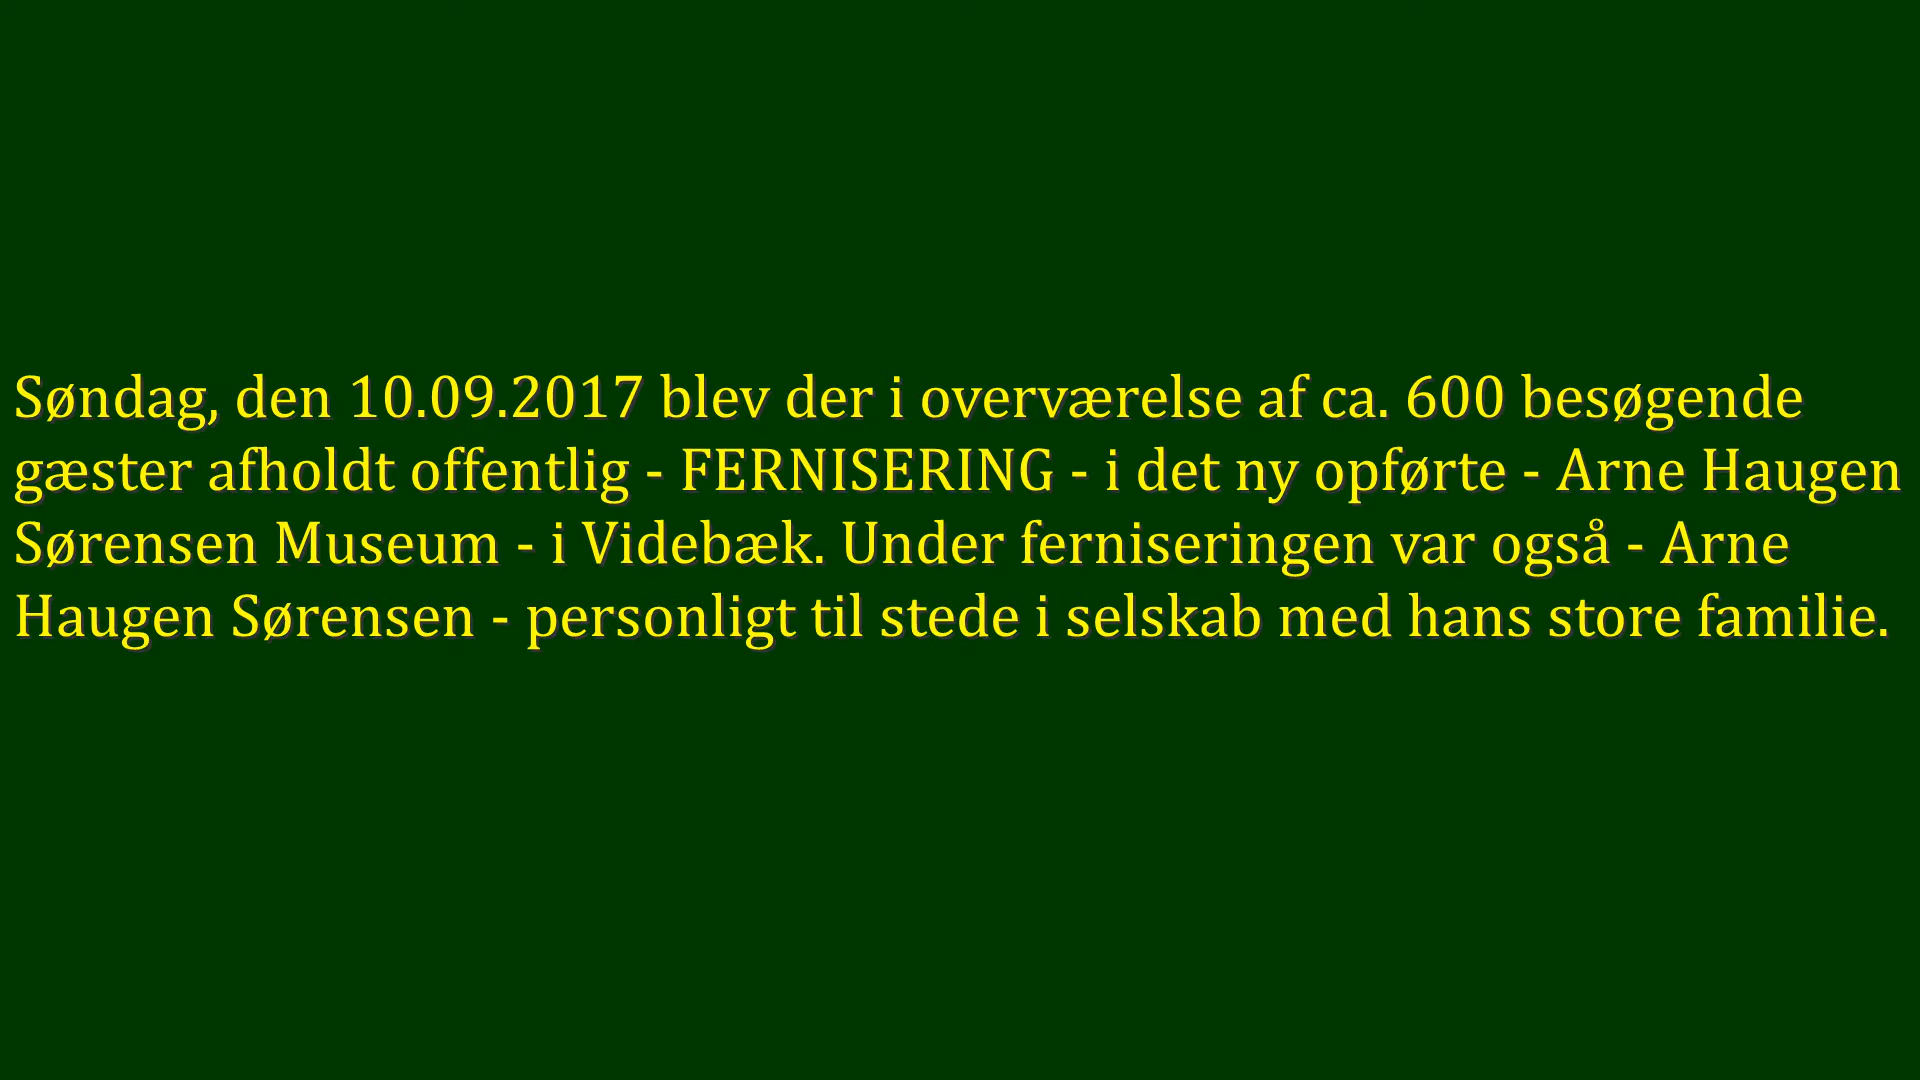 Søndag, den 10.09.2017 blev der i overværelse af ca. 600 besøgende
gæster afholdt offentlig - FERNISERING - i det ny opførte - Arne Haugen
Sørensen Museum - i Videbæk. Under ferniseringen var også - Arne
Haugen Sørensen - personligt til stede i selskab med hans store familie.